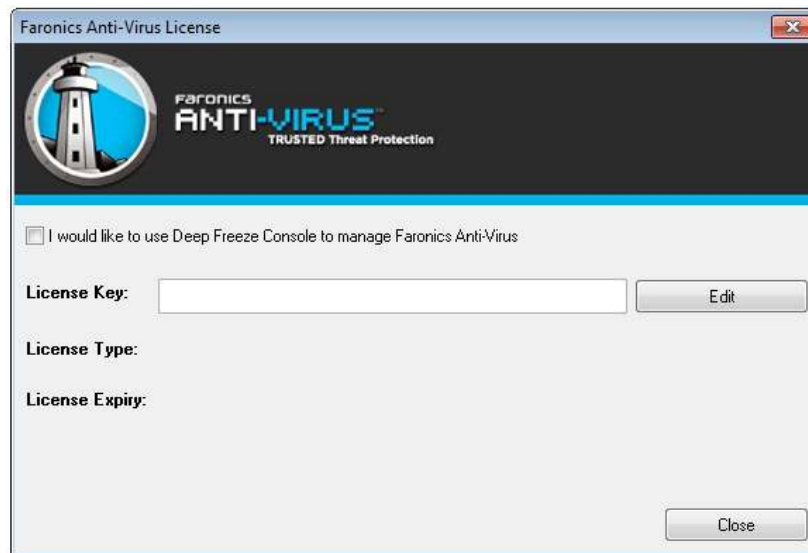 Faronics Anti-Virus License
FARONICS
ANTI-VIRUS™
TRUSTED Threat Protection
I would like to use Deep Freeze Console to manage Faronics Anti-Virus
License Key:
Edit
License Type:
License Expiry:
Close